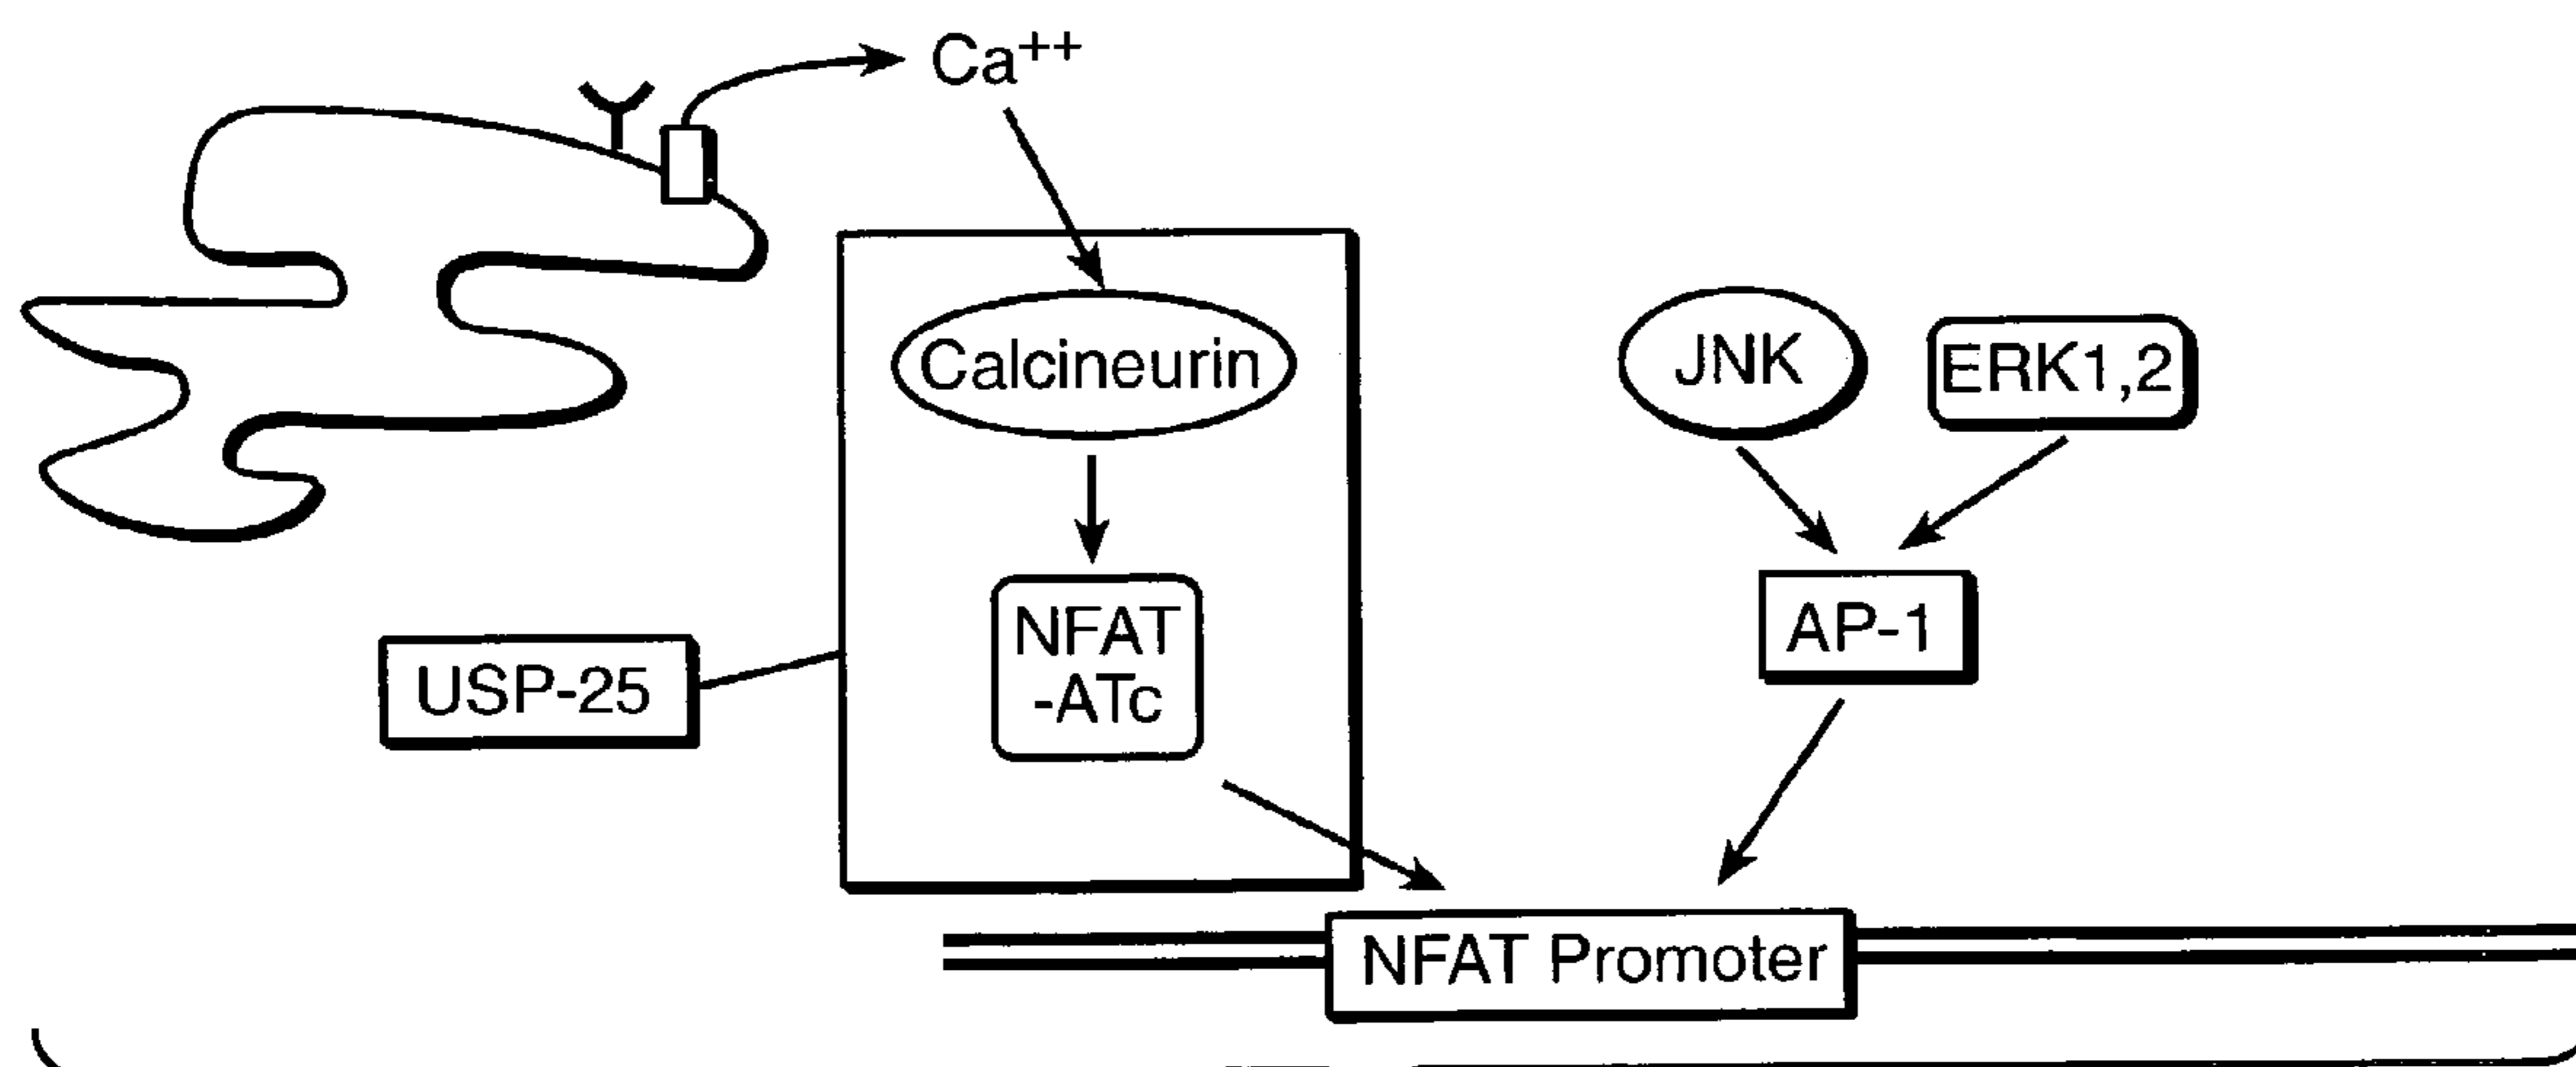 Ca++
Calcineurin
JNK
ERK1,2
NFAT
-ATc
AP-1
USP-25
NFAT Promoter